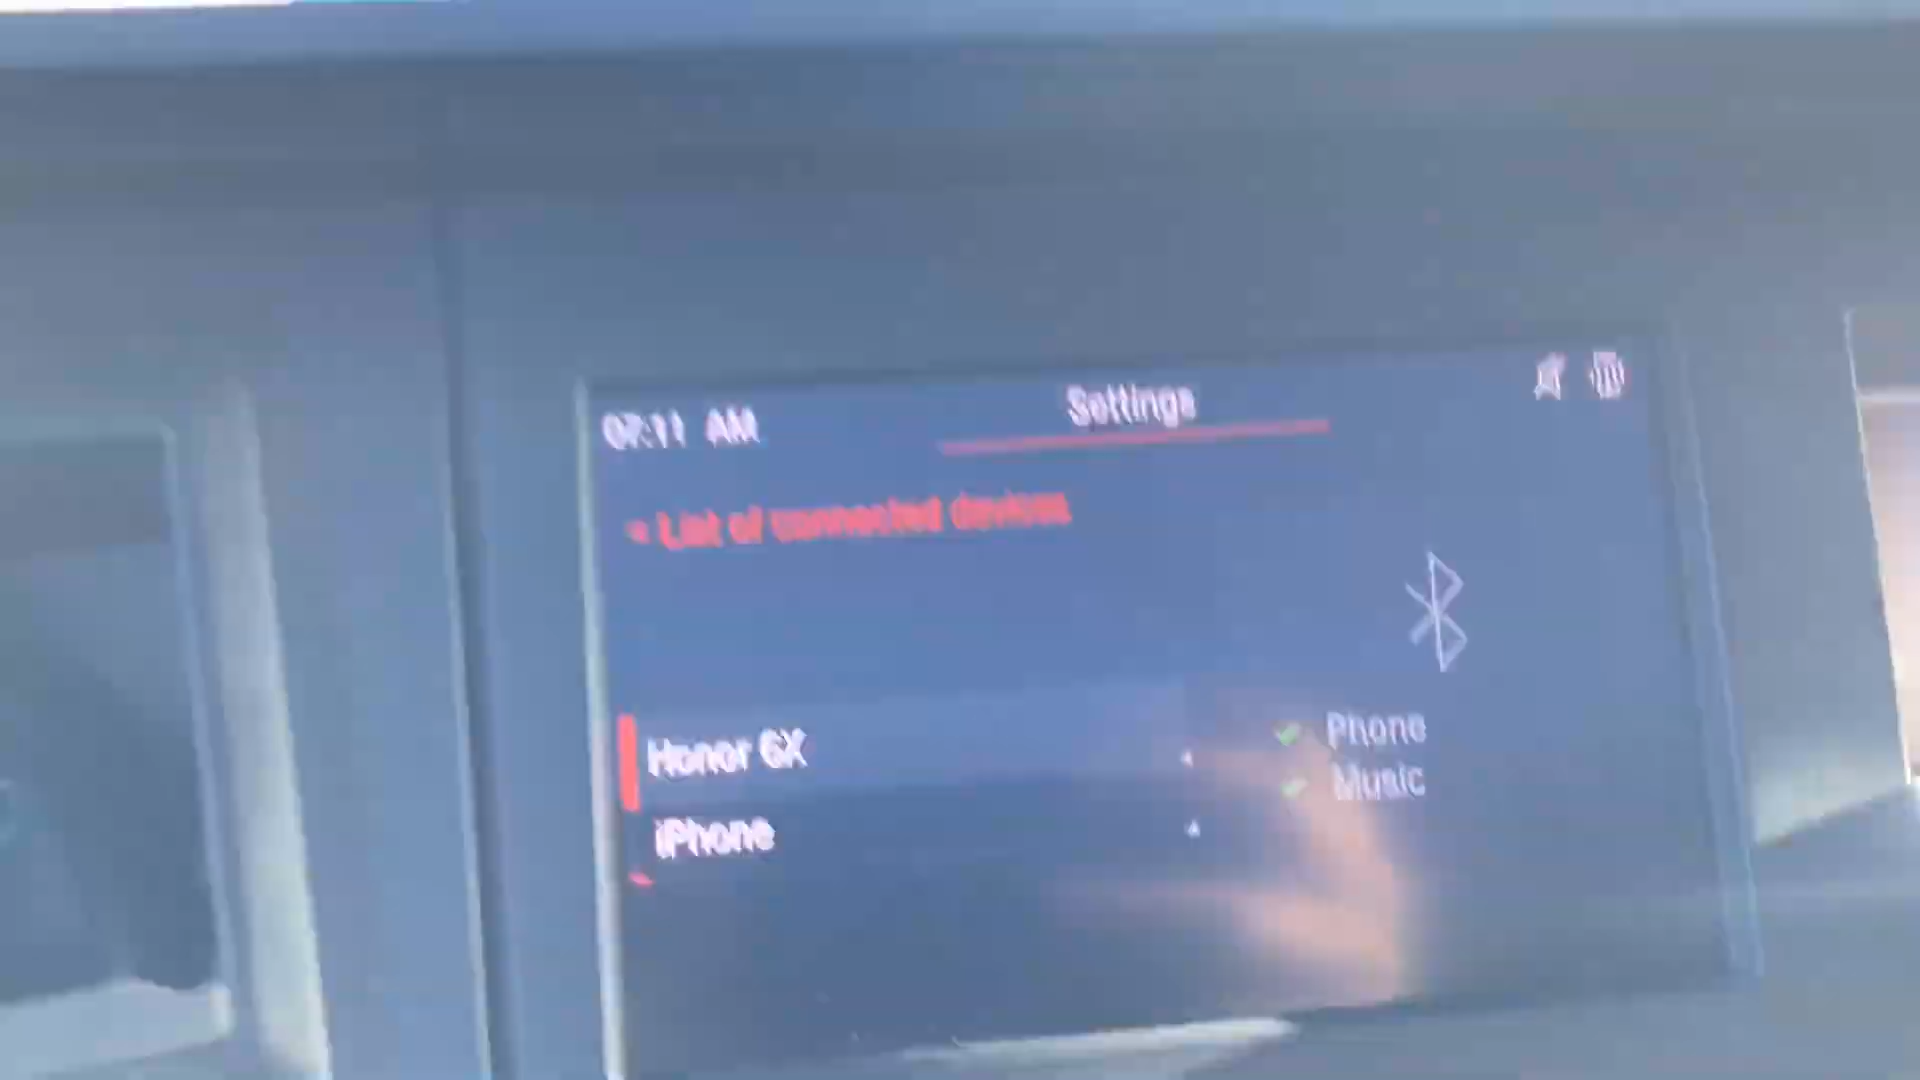 07:11 AM
Settings
List of connected devices
Honor 6X
iPhone
Phone
Music